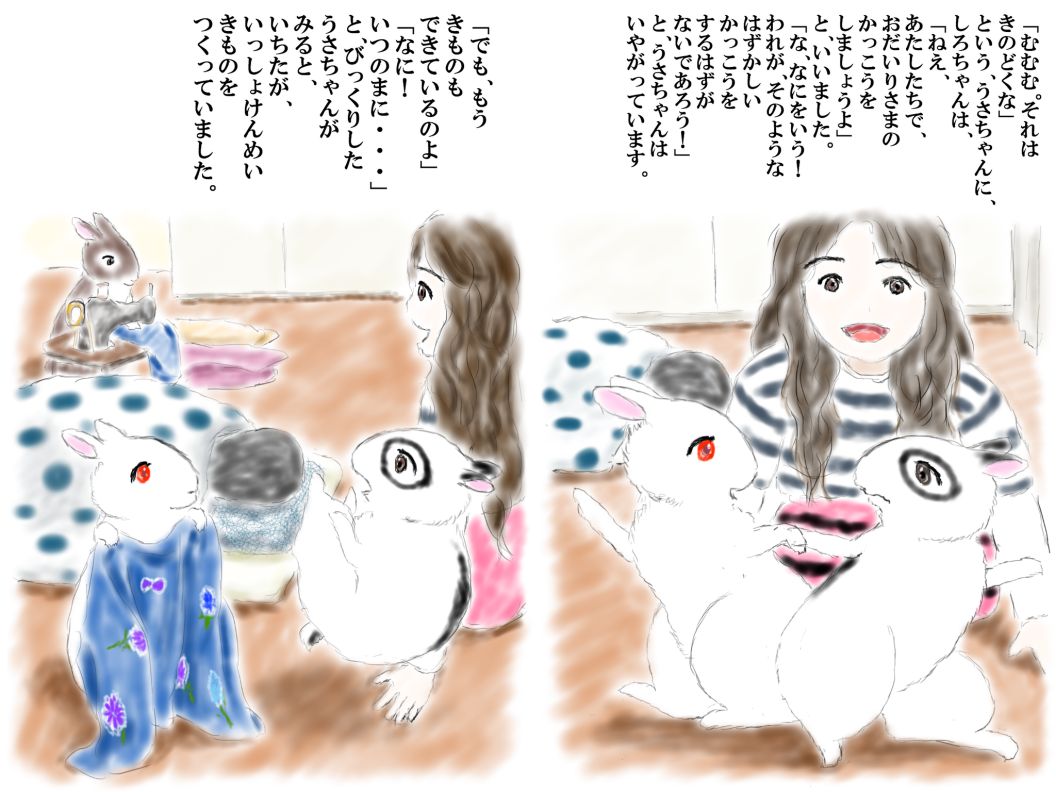 「むむむ。それは
きのどくな」
という、うさちゃんに、
しろちゃんは、
「ねえ、
あたしたちで、
おだいりさまの
かっこうを
しましょうよ」
と、いいました。
「な、なにをいう！
われが、そのような
はずかしい
かっこうを
するはずが
ないであろう！」
と、うさちゃんは
いやがっています。
「でも、もう
きものも
できているのよ」
「なに！
いつのまに・・・」
と、びっくりした
うさちゃんが
みると、
いちたが、
いっしょけんめい
きものを
つくっていました。